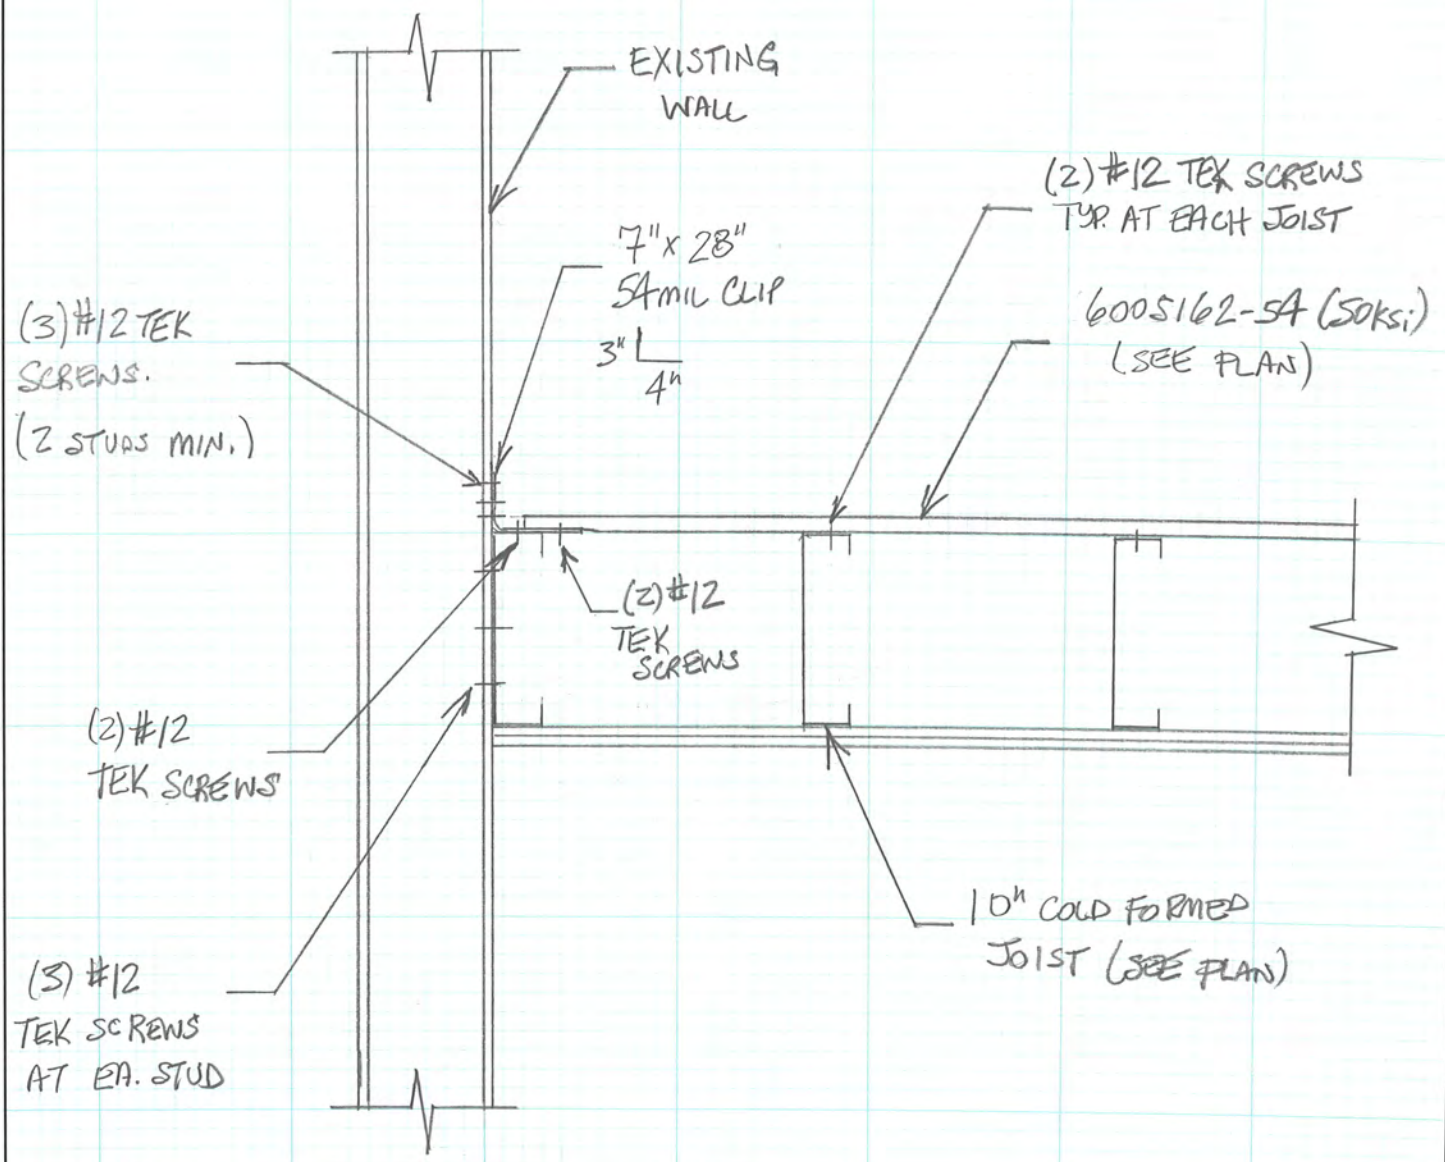 EXISTING
WALL
(2) #12 TEK SCREWS
TYP. AT EACH JOIST
7" x 28"
54MIL CLIP
3"
4"
600S162-54 (50ksi)
(SEE PLAN)
(3) #12 TEK
SCREWS.
(2 STUDS MIN.)
(2) #12
TEK
SCREWS
(2) #12
TEK SCREWS
10" COLD FORMED
JOIST (SEE PLAN)
(3) #12
TEK SCREWS
AT EA. STUD